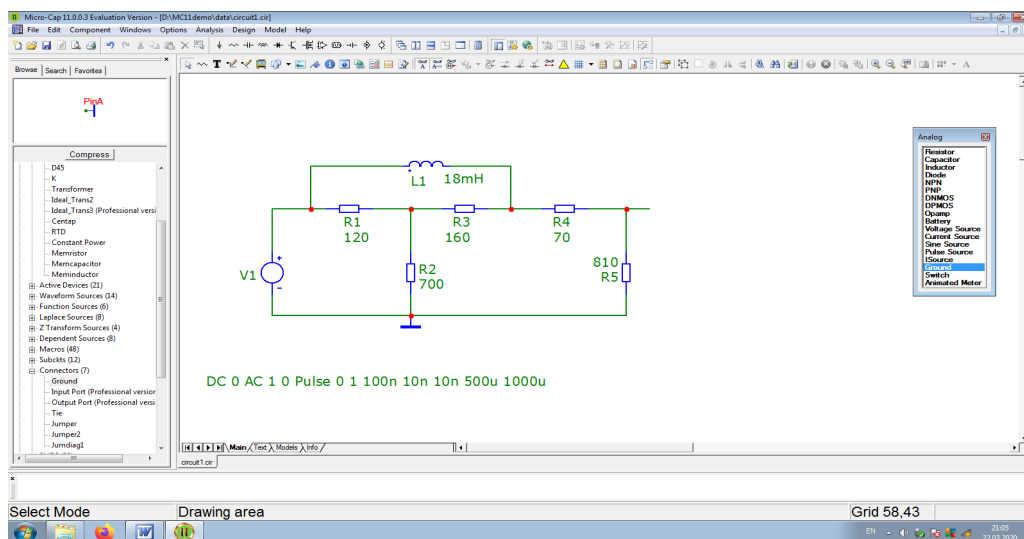 Micro-Cap 11.0.0.3 Evaluation Version - [D:\MC11demo\data\circuit1.cir]
File Edit Component Windows Options Analysis Design Model Help
Browse Search Favorites
PinA
Compress
D45
K
Transformer
Ideal_Trans2
Ideal_Trans3 (Professional versi
Centap
RTD
Constant Power
Memristor
Memcapacitor
Meminductor
Active Devices (21)
Waveform Sources (14)
Function Sources (6)
Laplace Sources (8)
Z Transform Sources (4)
Dependent Sources (8)
Macros (48)
Subckts (12)
Connectors (7)
Ground
Input Port (Professional version
Output Port (Professional versi
Tie
Jumper
Jumper2
Jumdiag1
L1 18mH
R1
120
R3
160
R4
70
V1
R2
700
810
R5
DC 0 AC 1 0 Pulse 0 1 100n 10n 10n 500u 1000u
Analog
Resistor
Capacitor
Inductor
Diode
NPN
PNP
DNMOS
DPMOS
Opamp
Battery
Voltage Source
Current Source
Sine Source
Pulse Source
ISource
Ground
Switch
Animated Meter
Main Text Models Info
circuit1.cir
Select Mode Drawing area Grid 58,43
EN 21:05
22.03.2020